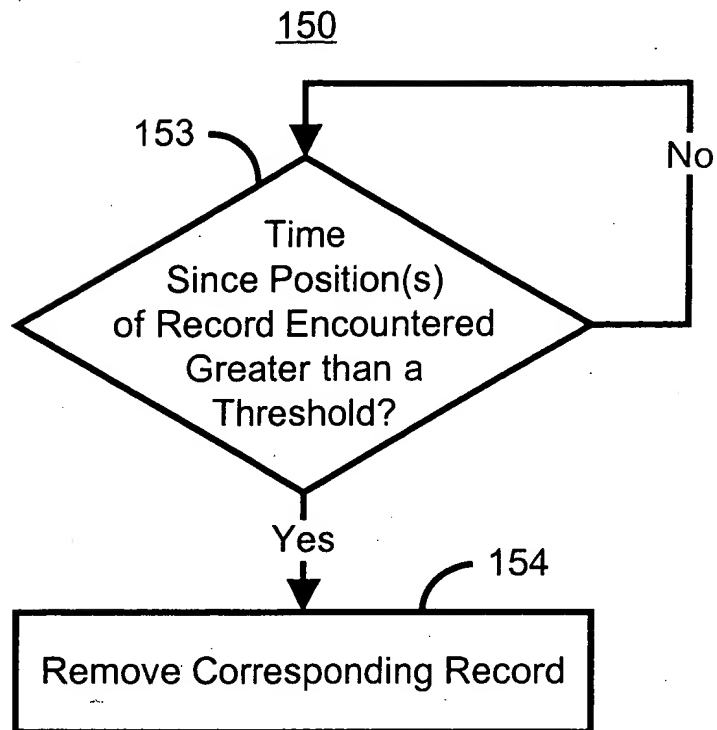 150
153
No
Time
Since Position(s)
of Record Encountered
Greater than a
Threshold?
Yes
154
Remove Corresponding Record